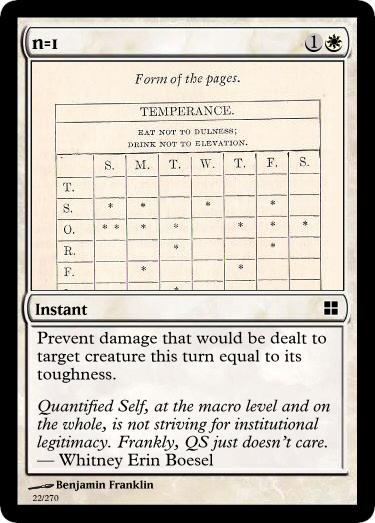 n=1
1
Form of the pages.
TEMPERANCE.
EAT NOT TO DULNESS;
DRINK NOT TO ELEVATION.
S. M. T. W. T. F. S.
T.
S. * * * *
O. ** * * * * *
R. * *
F. * *
*
Instant
Prevent damage that would be dealt to
target creature this turn equal to its
toughness.
Quantified Self, at the macro level and on
the whole, is not striving for institutional
legitimacy. Frankly, QS just doesn't care.
— Whitney Erin Boesel
Benjamin Franklin
22/270